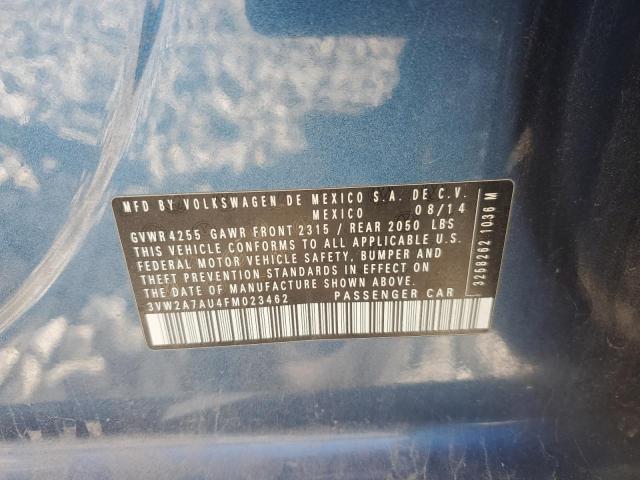 MFD BY VOLKSWAGEN DE MEXICO S.A. DE C.V.
MEXICO 08/14
GVWR 4255 GAWR FRONT 2315 / REAR 2050 LBS
THIS VEHICLE CONFORMS TO ALL APPLICABLE U.S.
FEDERAL MOTOR VEHICLE SAFETY, BUMPER AND
THEFT PREVENTION STANDARDS IN EFFECT ON
THE DATE OF MANUFACTURE SHOWN ABOVE.
3VW2A7AU4FM023462 PASSENGER CAR
3268262 1036 M